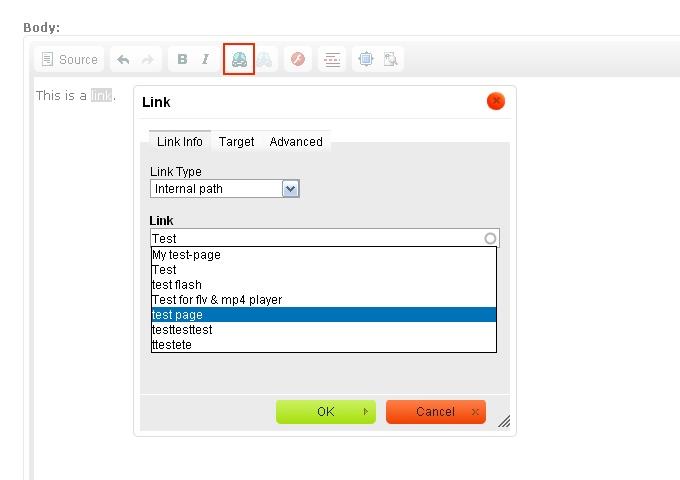 Body:
Source B I
This is a link.
Link
Link Info Target Advanced
Link Type
Internal path
Link
Test
My test-page
Test
test flash
Test for flv & mp4 player
test page
testtesttest
ttestete
OK Cancel